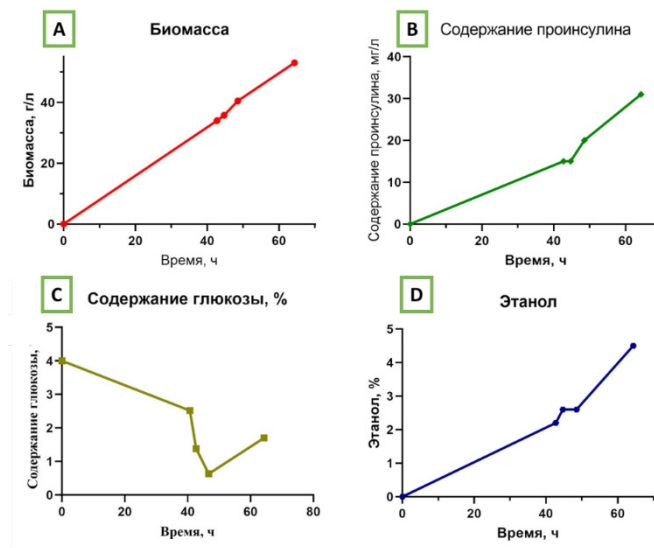 A
Биомасса
Биомасса, г/л
40
20
0
0
20
40
60
Время, ч
B
Содержание проинсулина
Содержание проинсулина, мг/л
40
30
20
10
0
0
20
40
60
Время, ч
C
Содержание глюкозы, %
Содержание глюкозы,
5
4
3
2
1
0
0
20
40
60
80
Время, ч
D
Этанол
Этанол, %
5
4
3
2
1
0
0
20
40
60
Время, ч